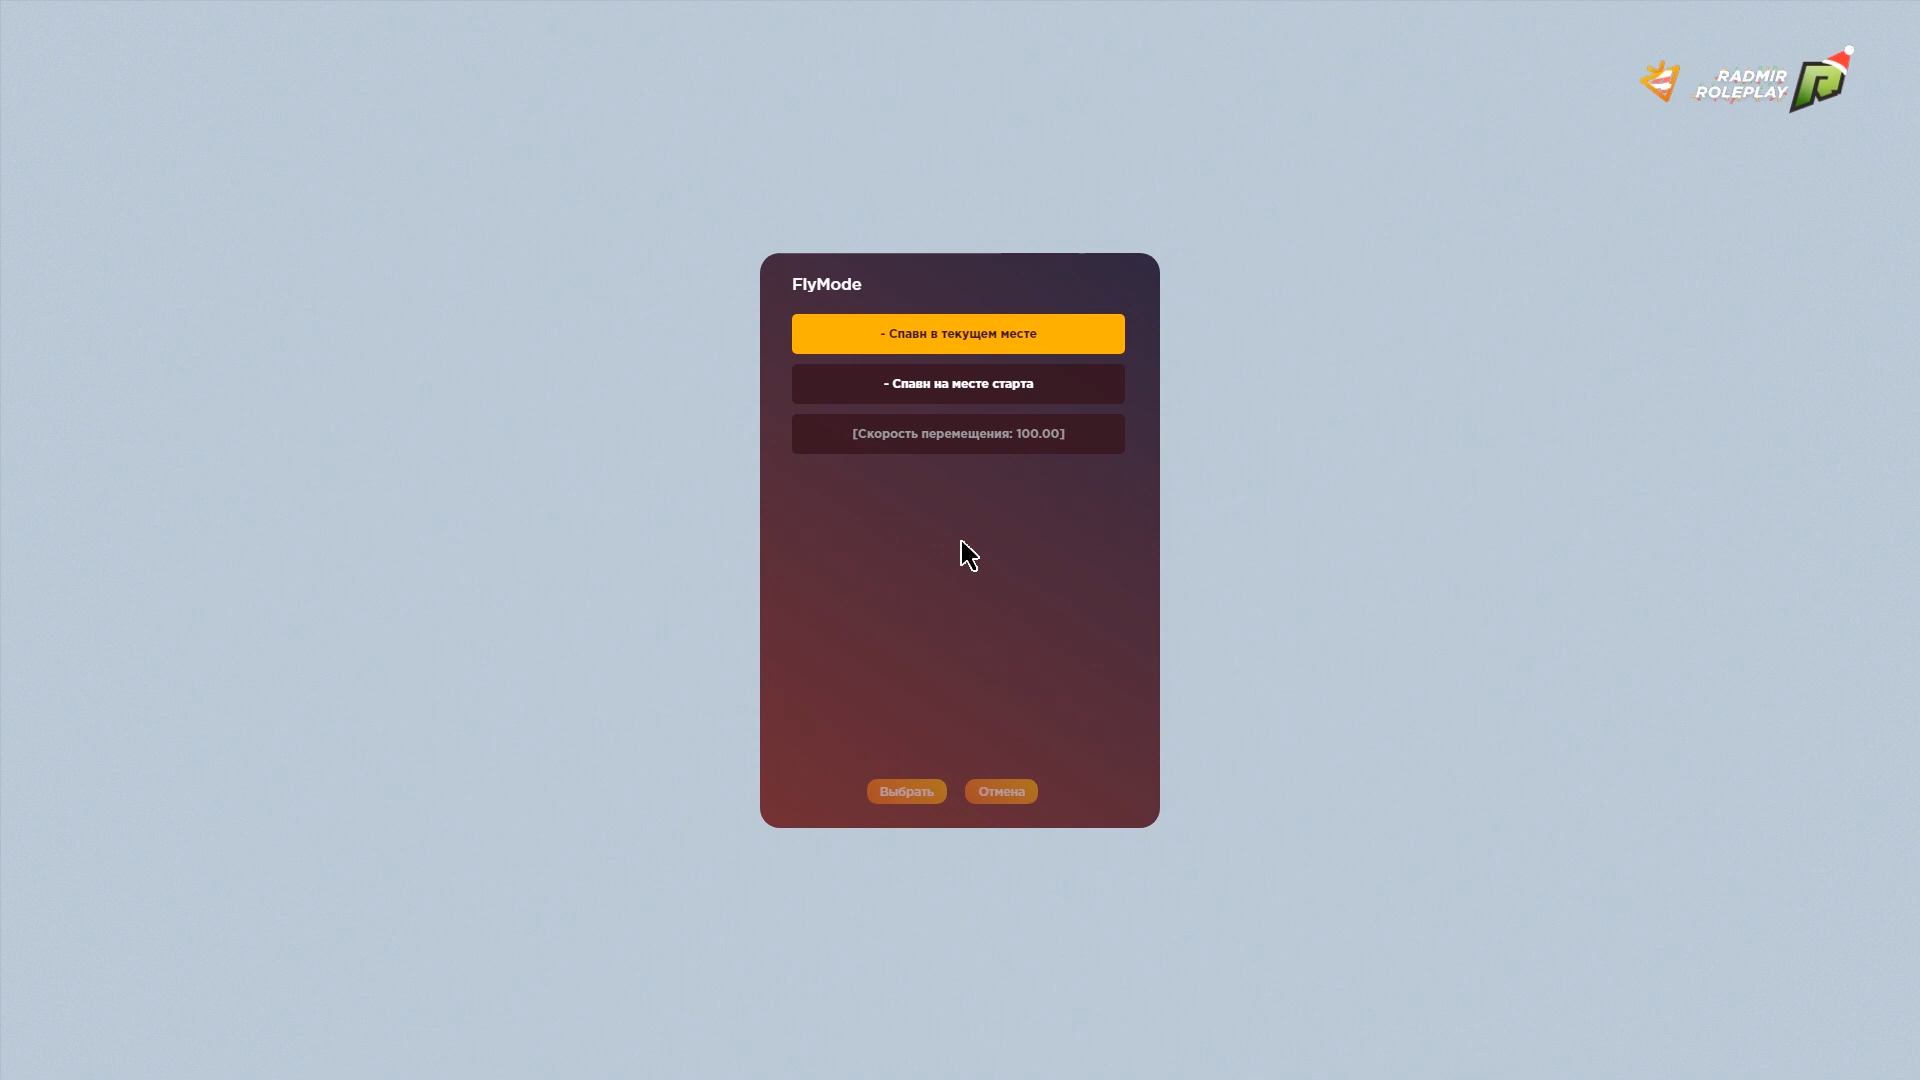 RADMIR
ROLEPLAY
FlyMode
- Спавн в текущем месте
- Спавн на месте старта
[Скорость перемещения: 100.00]
Выбрать
Отмена